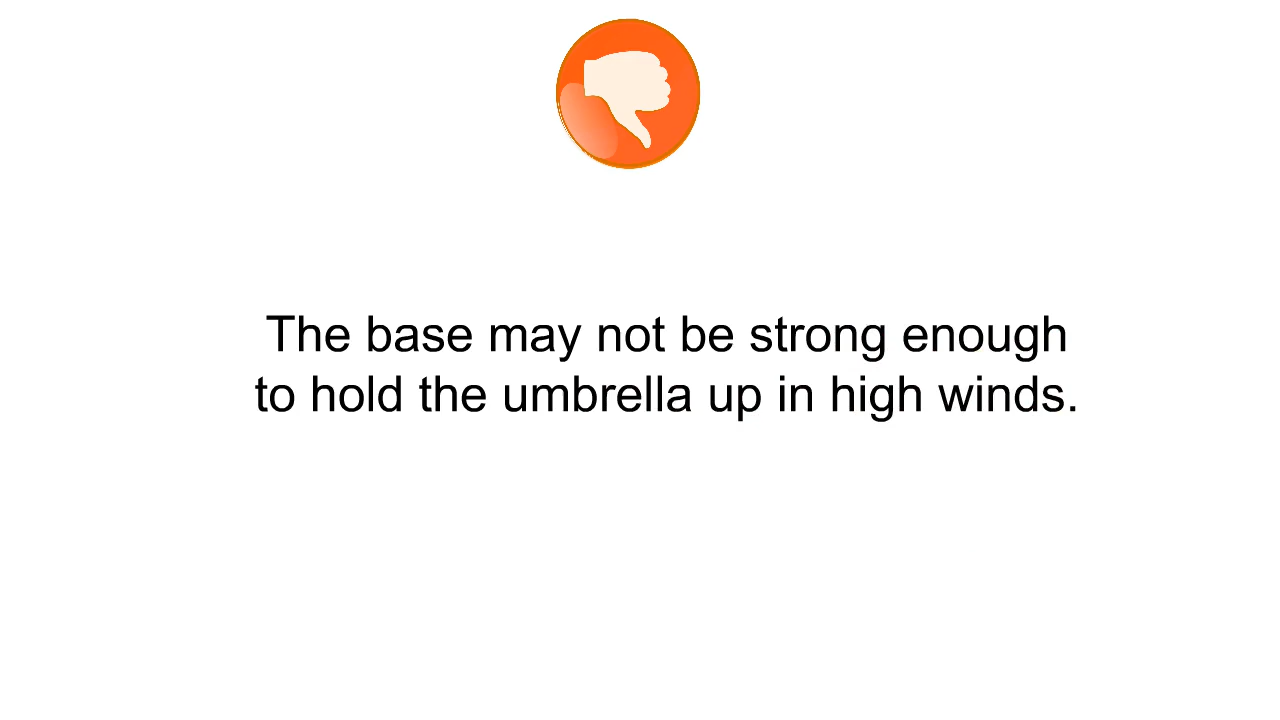 The base may not be strong enough
to hold the umbrella up in high winds.